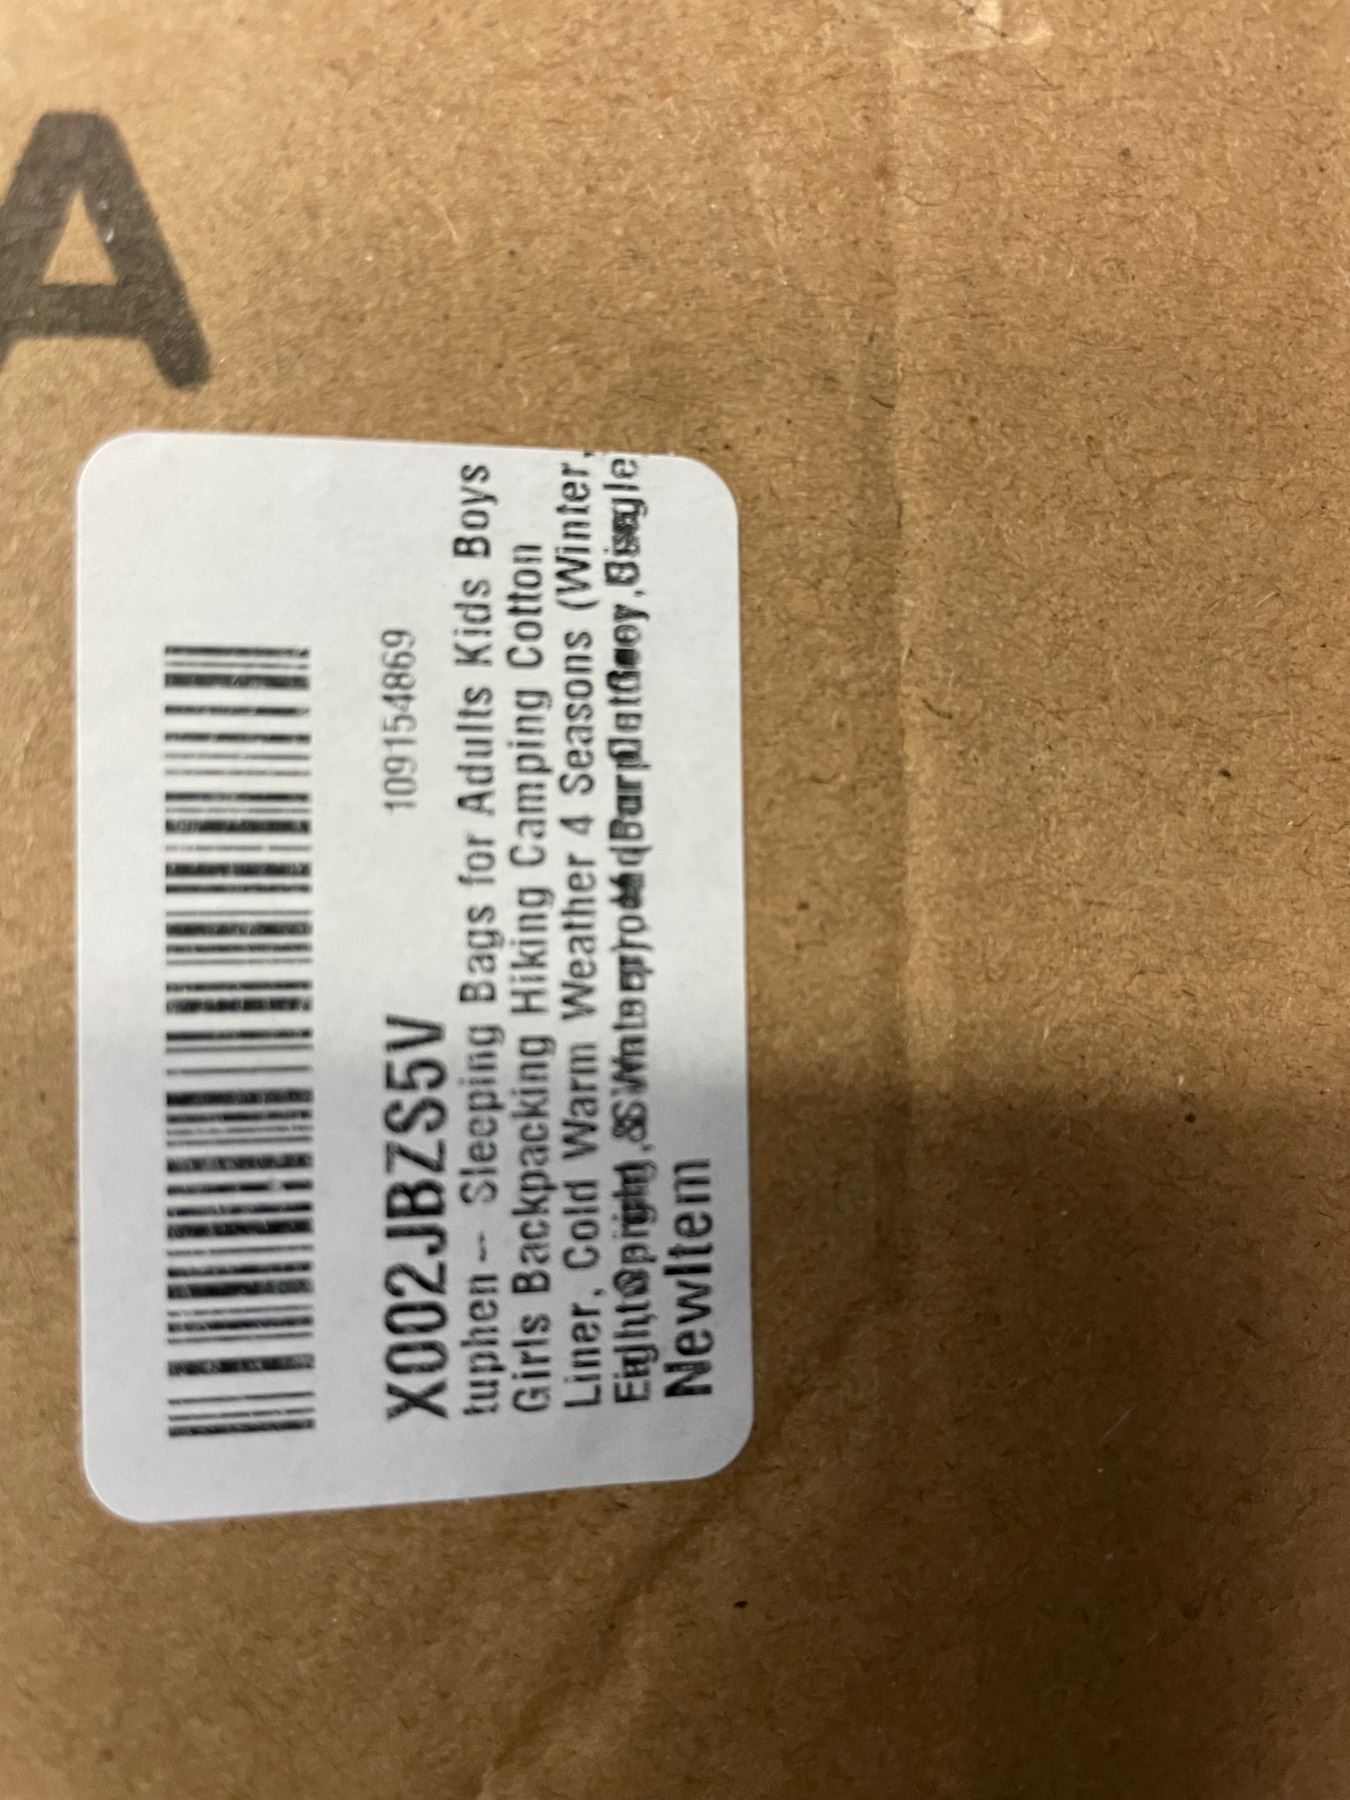 A
X002JBZS5V 109154869
tuphen -- Sleeping Bags for Adults Kids Boys
Girls Backpacking Hiking Camping Cotton
Liner, Cold Warm Weather 4 Seasons (Winter,
NewItem